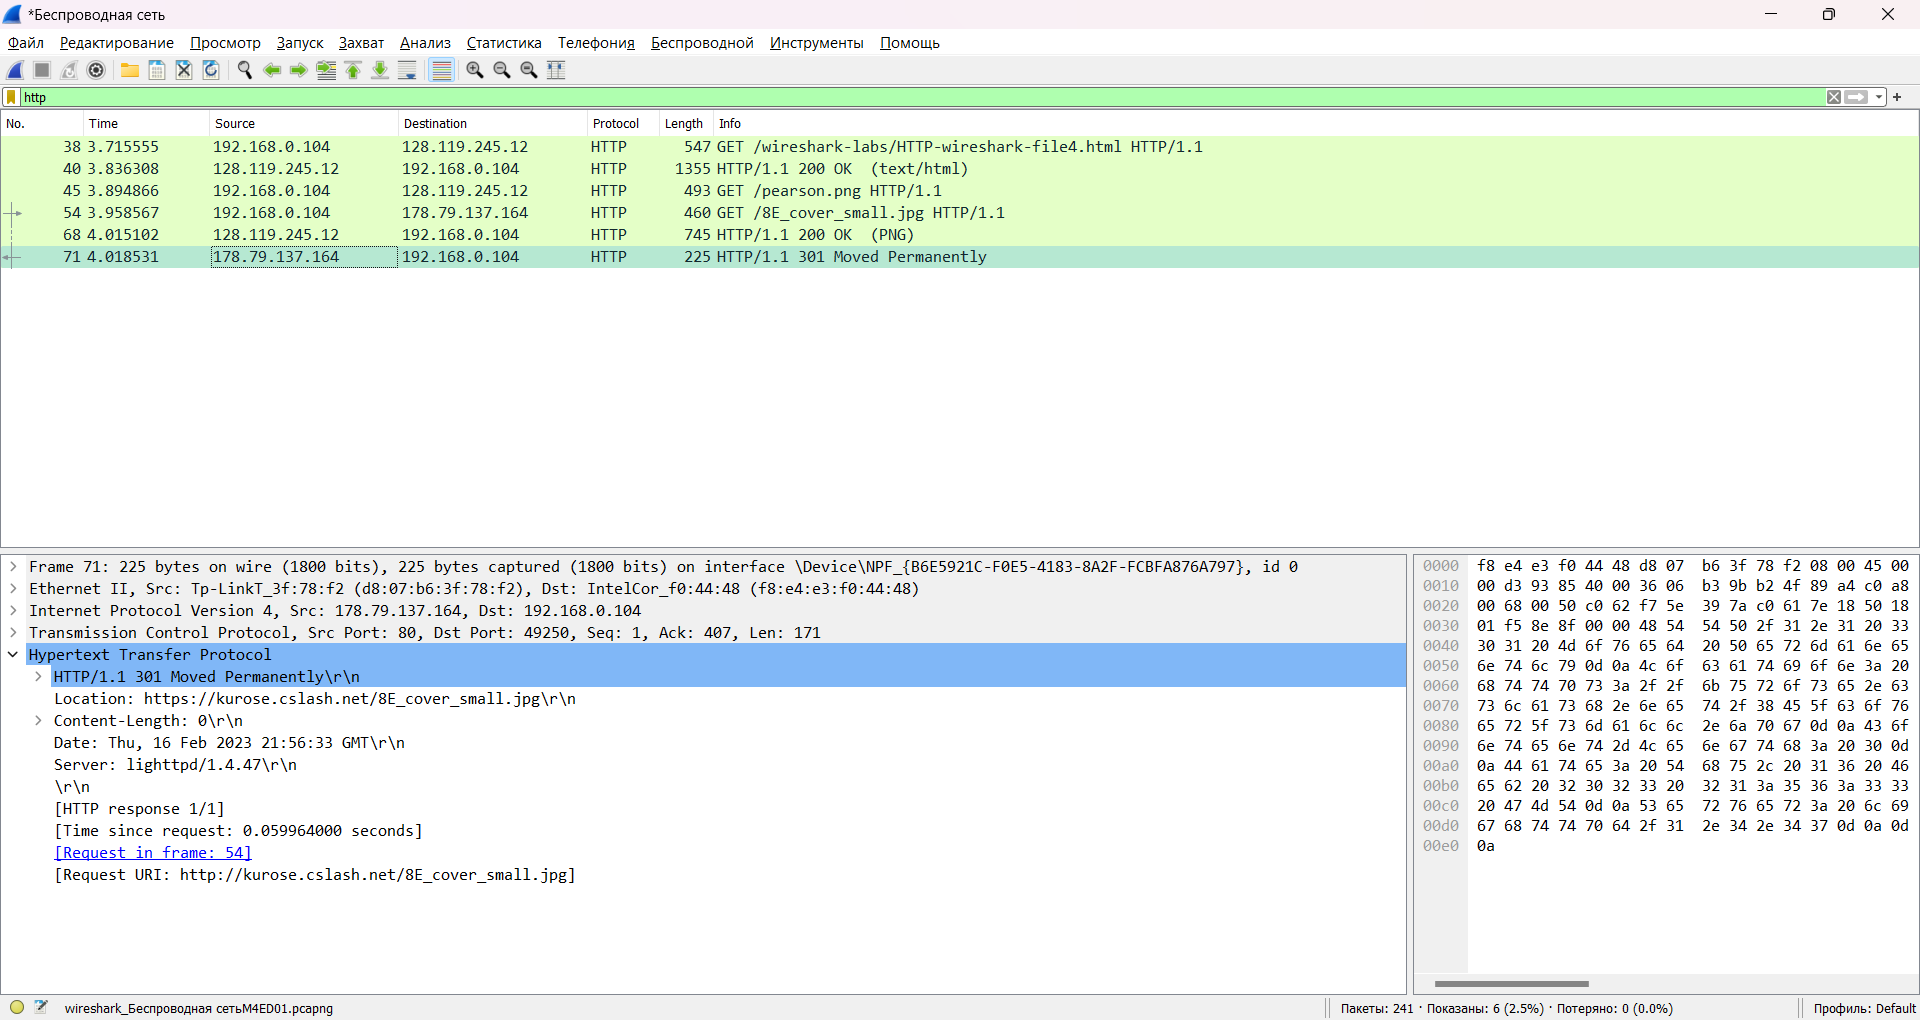 *Беспроводная сеть
Файл Редактирование Просмотр Запуск Захват Анализ Статистика Телефония Беспроводной Инструменты Помощь
http
No. Time Source Destination Protocol Length Info
38 3.715555 192.168.0.104 128.119.245.12 HTTP 547 GET /wireshark-labs/HTTP-wireshark-file4.html HTTP/1.1
40 3.836308 128.119.245.12 192.168.0.104 HTTP 1355 HTTP/1.1 200 OK (text/html)
45 3.894866 192.168.0.104 128.119.245.12 HTTP 493 GET /pearson.png HTTP/1.1
54 3.958567 192.168.0.104 178.79.137.164 HTTP 460 GET /8E_cover_small.jpg HTTP/1.1
68 4.015102 128.119.245.12 192.168.0.104 HTTP 745 HTTP/1.1 200 OK (PNG)
71 4.018531 178.79.137.164 192.168.0.104 HTTP 225 HTTP/1.1 301 Moved Permanently
Frame 71: 225 bytes on wire (1800 bits), 225 bytes captured (1800 bits) on interface \Device\NPF_{B6E5921C-F0E5-4183-8A2F-FCBFA876A797}, id 0
Ethernet II, Src: Tp-LinkT_3f:78:f2 (d8:07:b6:3f:78:f2), Dst: IntelCor_f0:44:48 (f8:e4:e3:f0:44:48)
Internet Protocol Version 4, Src: 178.79.137.164, Dst: 192.168.0.104
Transmission Control Protocol, Src Port: 80, Dst Port: 49250, Seq: 1, Ack: 407, Len: 171
Hypertext Transfer Protocol
HTTP/1.1 301 Moved Permanently\r\n
Location: https://kurose.cslash.net/8E_cover_small.jpg\r\n
Content-Length: 0\r\n
Date: Thu, 16 Feb 2023 21:56:33 GMT\r\n
Server: lighttpd/1.4.47\r\n
\r\n
[HTTP response 1/1]
[Time since request: 0.059964000 seconds]
[Request in frame: 54]
[Request URI: http://kurose.cslash.net/8E_cover_small.jpg]
0000 f8 e4 e3 f0 44 48 d8 07 b6 3f 78 f2 08 00 45 00
0010 00 d3 93 85 40 00 36 06 b3 9b b2 4f 89 a4 c0 a8
0020 00 68 00 50 c0 62 f7 5e 39 7a c0 61 7e 18 50 18
0030 01 f5 8e 8f 00 00 48 54 54 50 2f 31 2e 31 20 33
0040 30 31 20 4d 6f 76 65 64 20 50 65 72 6d 61 6e 65
0050 6e 74 6c 79 0d 0a 4c 6f 63 61 74 69 6f 6e 3a 20
0060 68 74 74 70 73 3a 2f 2f 6b 75 72 6f 73 65 2e 63
0070 73 6c 61 73 68 2e 6e 65 74 2f 38 45 5f 63 6f 76
0080 65 72 5f 73 6d 61 6c 6c 2e 6a 70 67 0d 0a 43 6f
0090 6e 74 65 6e 74 2d 4c 65 6e 67 74 68 3a 20 30 0d
00a0 0a 44 61 74 65 3a 20 54 68 75 2c 20 31 36 20 46
00b0 65 62 20 32 30 32 33 20 32 31 3a 35 36 3a 33 33
00c0 20 47 4d 54 0d 0a 53 65 72 76 65 72 3a 20 6c 69
00d0 67 68 74 74 70 64 2f 31 2e 34 2e 34 37 0d 0a 0d
00e0 0a
wireshark_Беспроводная сетьM4ED01.pcapng
Пакеты: 241 · Показаны: 6 (2.5%) · Потеряно: 0 (0.0%)
Профиль: Default